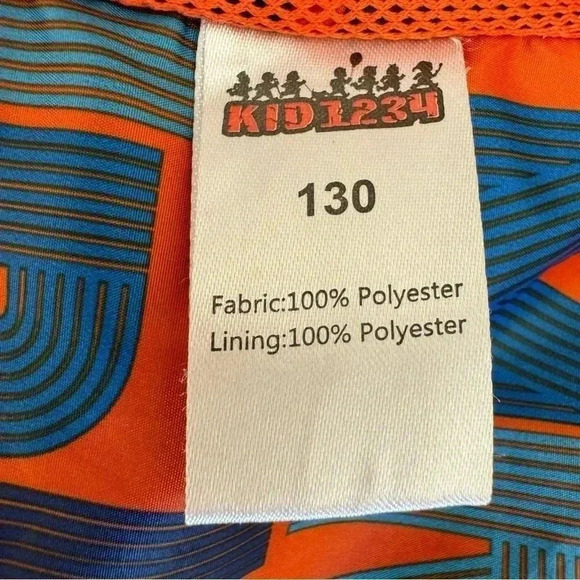 KID1234
130
Fabric:100% Polyester
Lining:100% Polyester